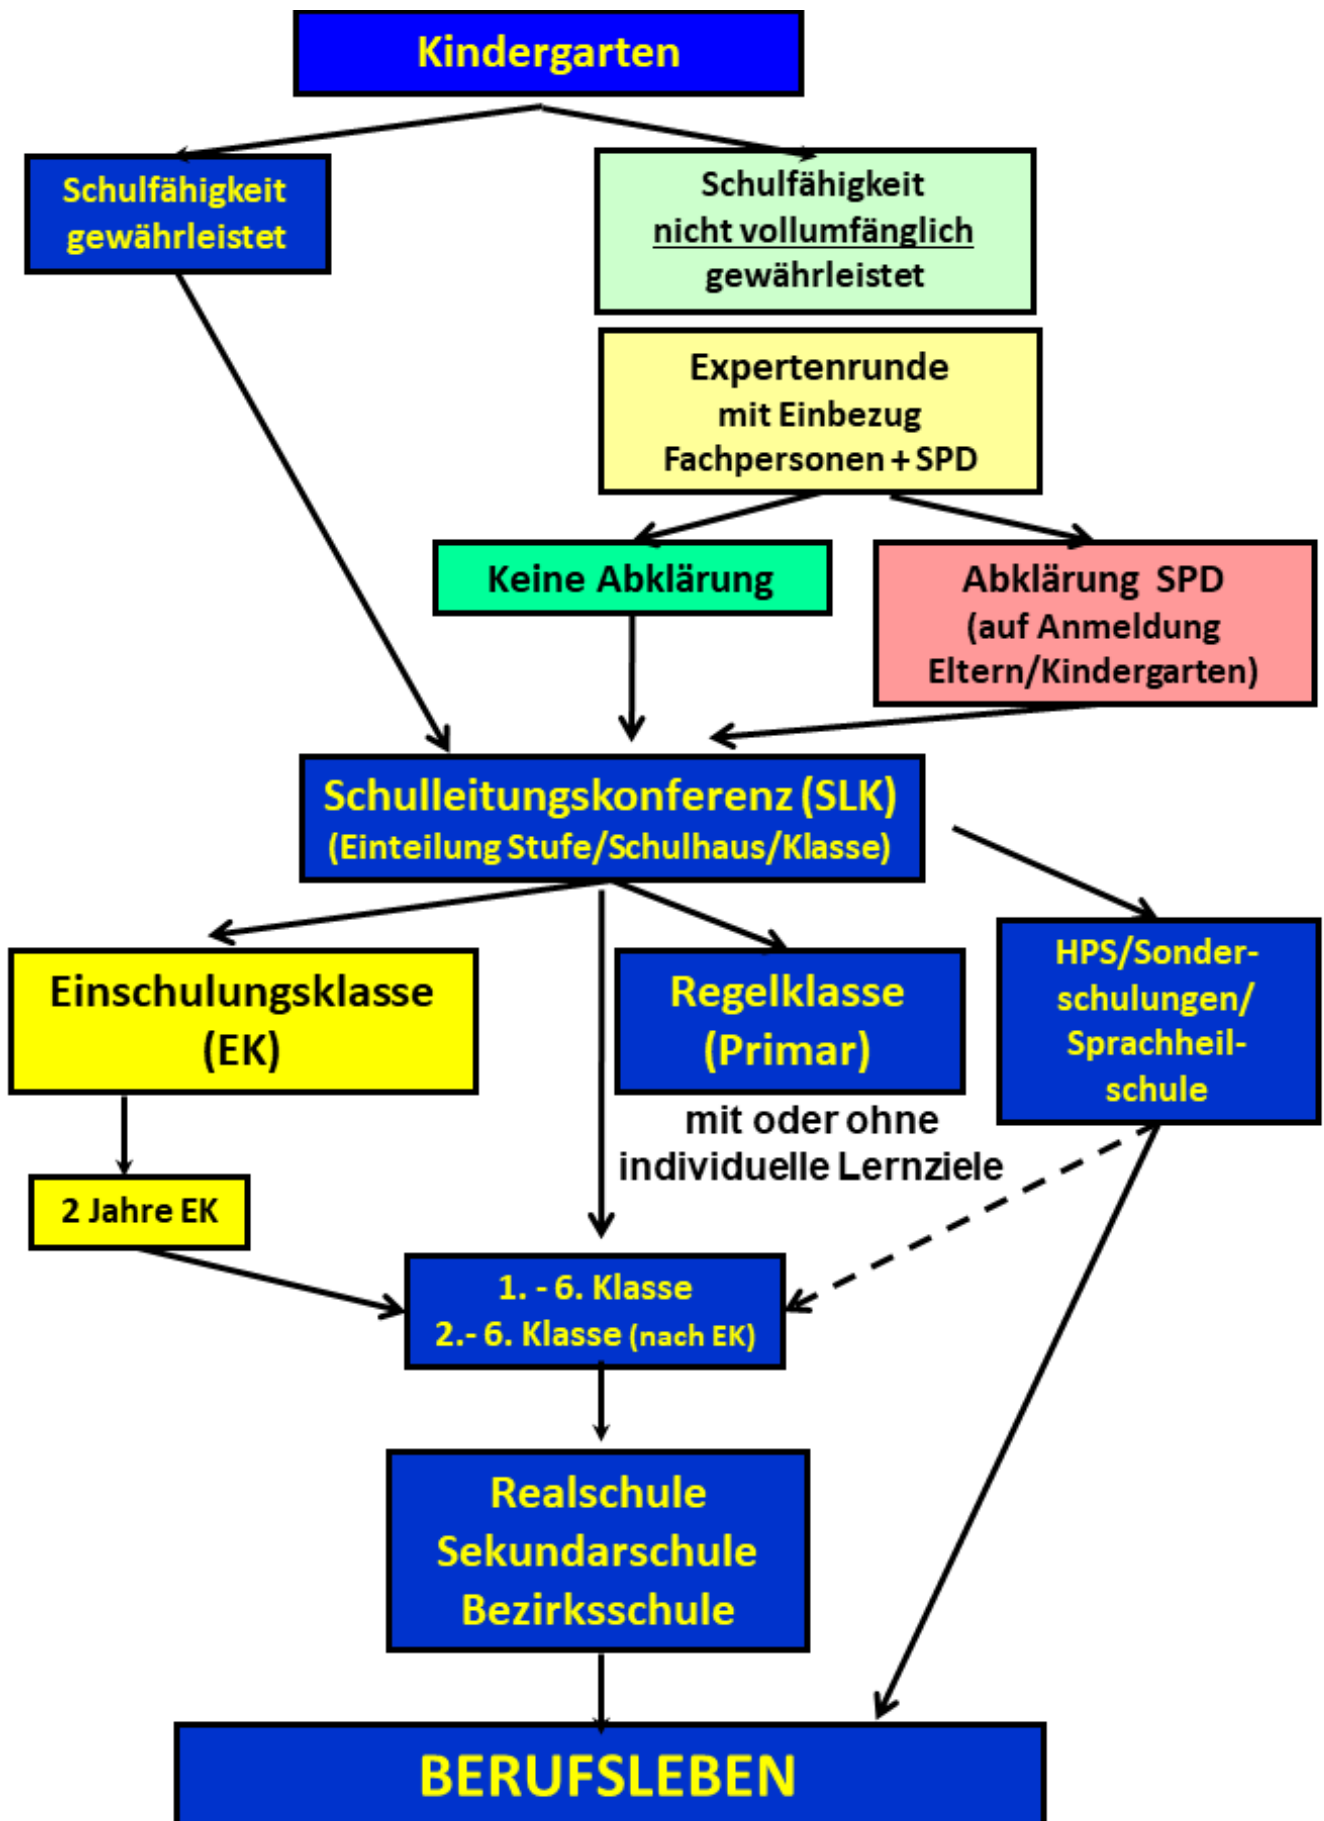 Kindergarten
Schulfähigkeit
gewährleistet
Schulfähigkeit
nicht vollumfänglich
gewährleistet
Expertenrunde
mit Einbezug
Fachpersonen + SPD
Keine Abklärung
Abklärung SPD
(auf Anmeldung
Eltern/Kindergarten)
Schulleitungskonferenz (SLK)
(Einteilung Stufe/Schulhaus/Klasse)
Einschulungsklasse
(EK)
Regelklasse
(Primar)
mit oder ohne
individuelle Lernziele
HPS/Sonder-
schulungen/
Sprachheil-
schule
2 Jahre EK
1. - 6. Klasse
2.- 6. Klasse (nach EK)
Realschule
Sekundarschule
Bezirksschule
BERUFSLEBEN